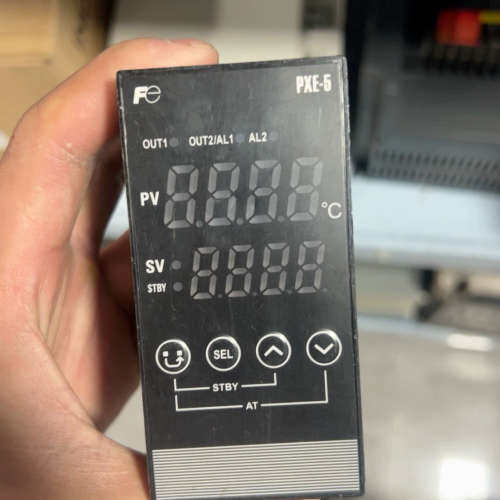 Fe PXE-5
OUT1 OUT2/AL1 AL2
PV
°C
SV
STBY
SEL
STBY
AT